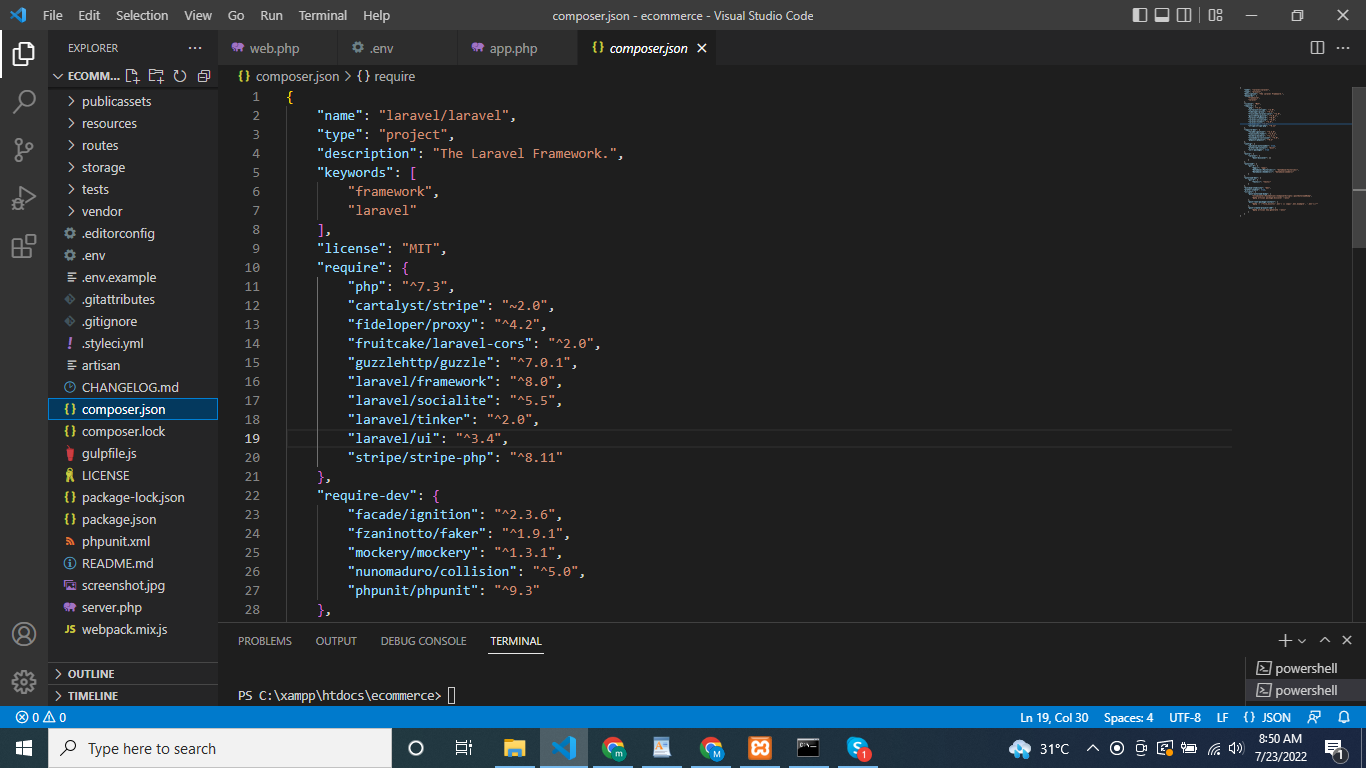 File Edit Selection View Go Run Terminal Help composer.json - ecommerce - Visual Studio Code
EXPLORER
web.php .env app.php {} composer.json
ECOMM...
{} composer.json > {} require
publicassets
resources
routes
storage
tests
vendor
.editorconfig
.env
.env.example
.gitattributes
.gitignore
.styleci.yml
artisan
CHANGELOG.md
{} composer.json
{} composer.lock
gulpfile.js
LICENSE
{} package-lock.json
{} package.json
phpunit.xml
README.md
screenshot.jpg
server.php
JS webpack.mix.js
OUTLINE
TIMELINE
1 {
2 "name": "laravel/laravel",
3 "type": "project",
4 "description": "The Laravel Framework.",
5 "keywords": [
6 "framework",
7 "laravel"
8 ],
9 "license": "MIT",
10 "require": {
11 "php": "^7.3",
12 "cartalyst/stripe": "~2.0",
13 "fideloper/proxy": "^4.2",
14 "fruitcake/laravel-cors": "^2.0",
15 "guzzlehttp/guzzle": "^7.0.1",
16 "laravel/framework": "^8.0",
17 "laravel/socialite": "^5.5",
18 "laravel/tinker": "^2.0",
19 "laravel/ui": "^3.4",
20 "stripe/stripe-php": "^8.11"
21 },
22 "require-dev": {
23 "facade/ignition": "^2.3.6",
24 "fzaninotto/faker": "^1.9.1",
25 "mockery/mockery": "^1.3.1",
26 "nunomaduro/collision": "^5.0",
27 "phpunit/phpunit": "^9.3"
28 },
PROBLEMS OUTPUT DEBUG CONSOLE TERMINAL
PS C:\xampp\htdocs\ecommerce>
powershell
powershell
0 0 Ln 19, Col 30 Spaces: 4 UTF-8 LF {} JSON
Type here to search
31°C
8:50 AM
7/23/2022
1
1